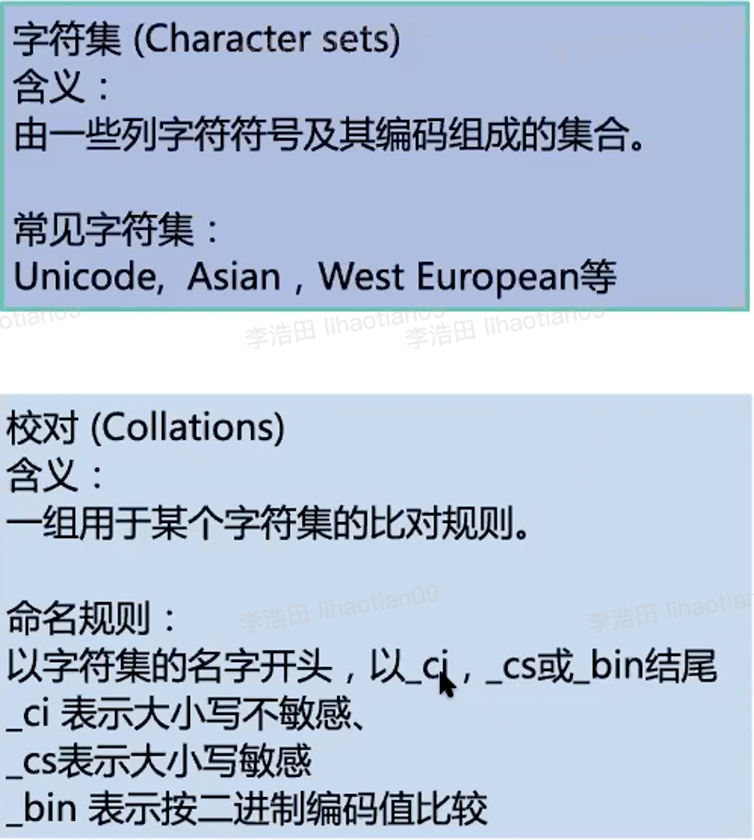 字符集 (Character sets)
含义：
由一些列字符符号及其编码组成的集合。
常见字符集：
Unicode,  Asian，West European等
otian09
李浩田 lihaotian09
李浩田 lihaotian09
校对 (Collations)
含义：
一组用于某个字符集的比对规则。
李浩田 lihaotian09
李浩田 lihaotian
命名规则：
以字符集的名字开头，以_ci，_cs或_bin结尾
_ci 表示大小写不敏感、
_cs表示大小写敏感
_bin 表示按二进制编码值比较